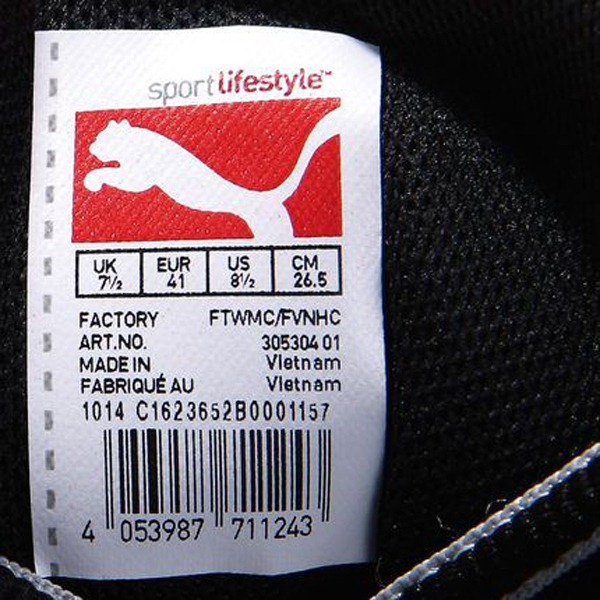 sportlifestyle™
UK EUR US CM
7½ 41 8½ 26.5
FACTORY FTWMC/FVNHC
ART.NO. 305304 01
MADE IN Vietnam
FABRIQUÉ AU Vietnam
1014 C1623652B0001157
4 053987 711243